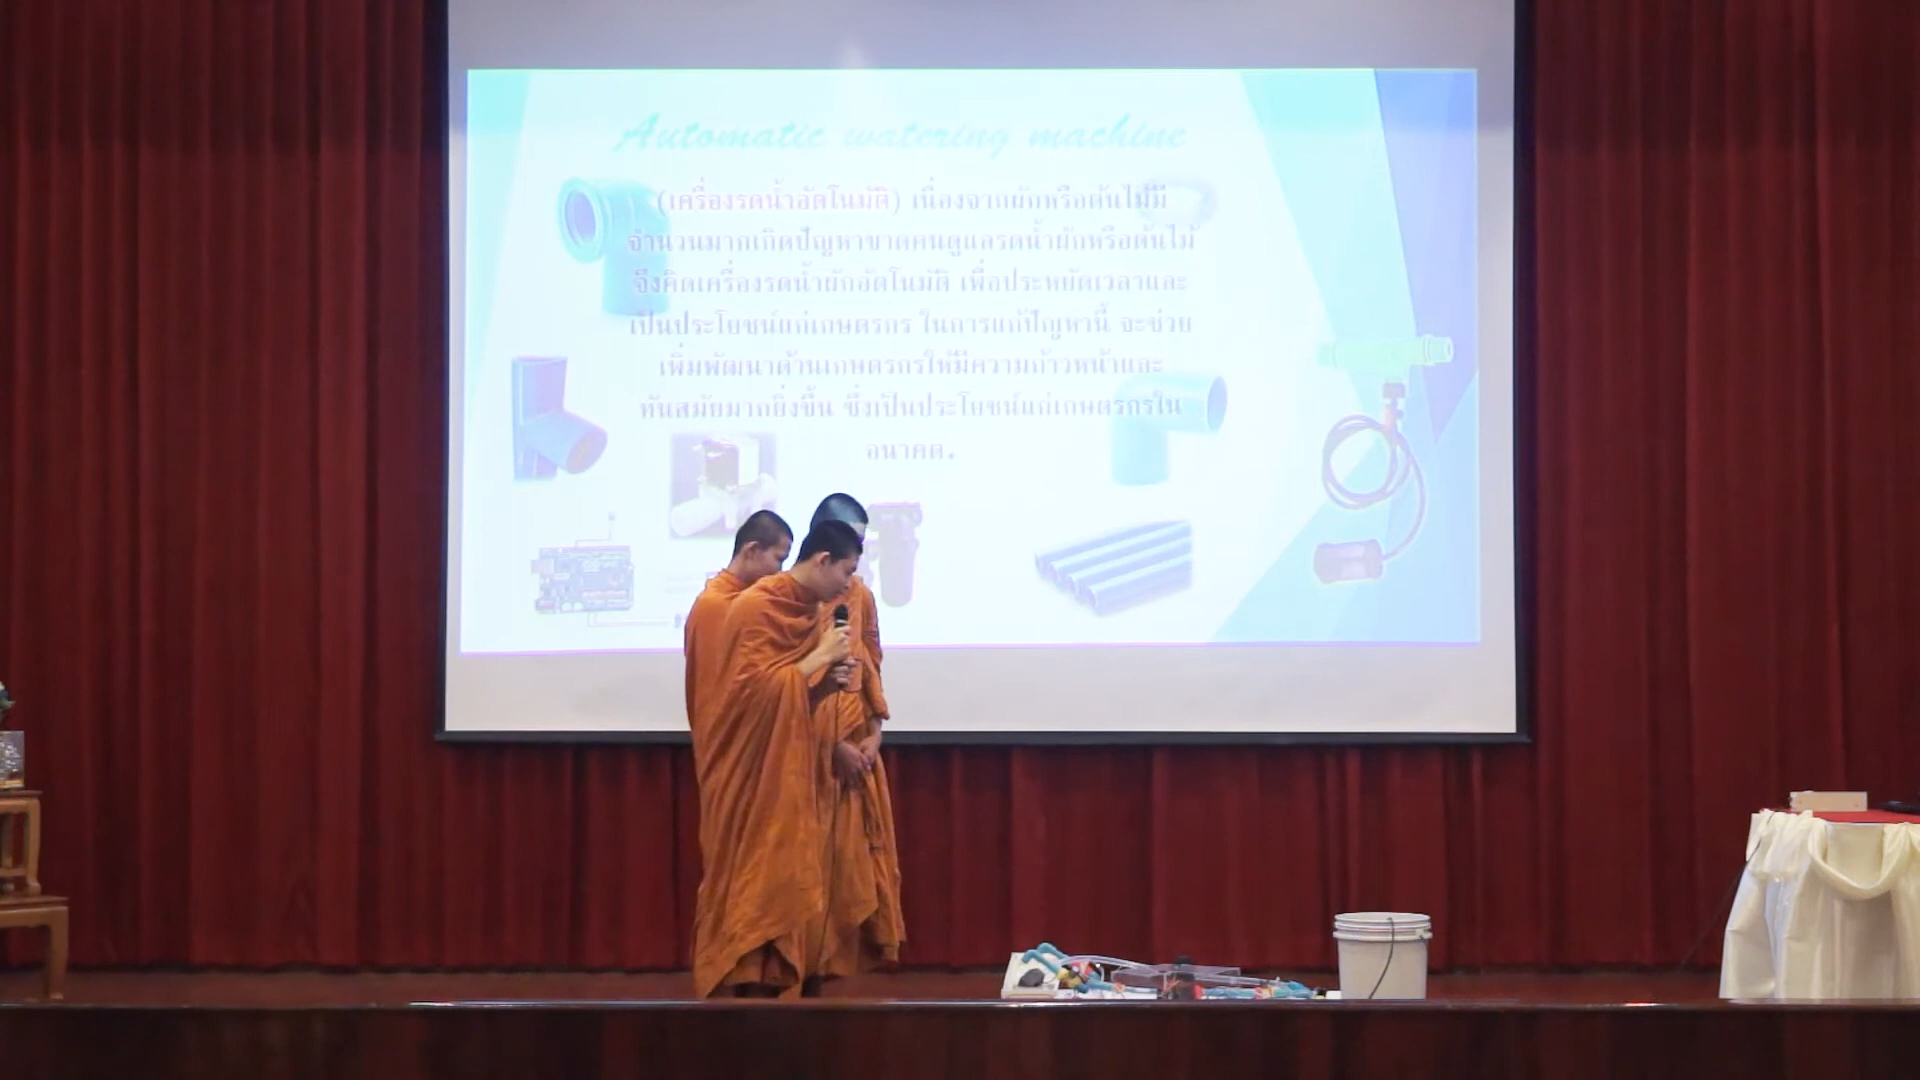 Automatic watering machine
(เครื่องรดน้ำอัตโนมัติ) เนื่องจากผักหรือต้นไม้มี
จำนวนมากเกิดปัญหาขาดคนดูแลรดน้ำผักหรือต้นไม้
จึงคิดเครื่องรดน้ำผักอัตโนมัติ เพื่อประหยัดเวลาและ
เป็นประโยชน์แก่เกษตรกร ในการแก้ปัญหานี้ จะช่วย
เพิ่มพัฒนาด้านเกษตรกรให้มีความก้าวหน้าและ
ทันสมัยมากยิ่งขึ้น ซึ่งเป็นประโยชน์แก่เกษตรกรใน
อนาคต.